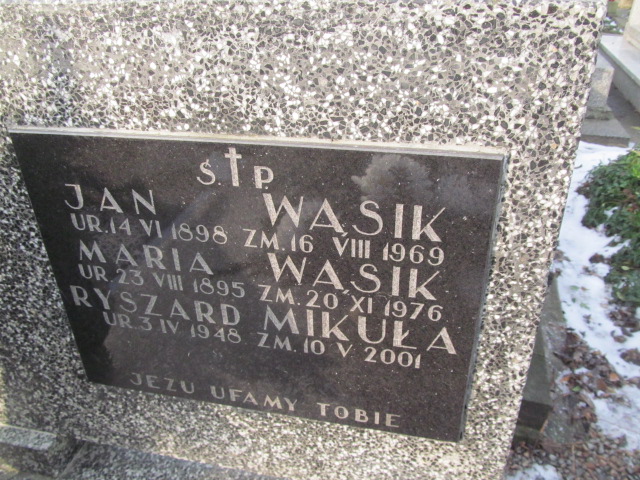 Ś.†P.
JAN WĄSIK
UR. 14 VI 1898 ZM. 16 VIII 1969
MARIA WĄSIK
UR. 23 VIII 1895 ZM. 20 XI 1976
RYSZARD MIKUŁA
UR. 3 IV 1948 ZM. 10 V 2001
JEZU UFAMY TOBIE